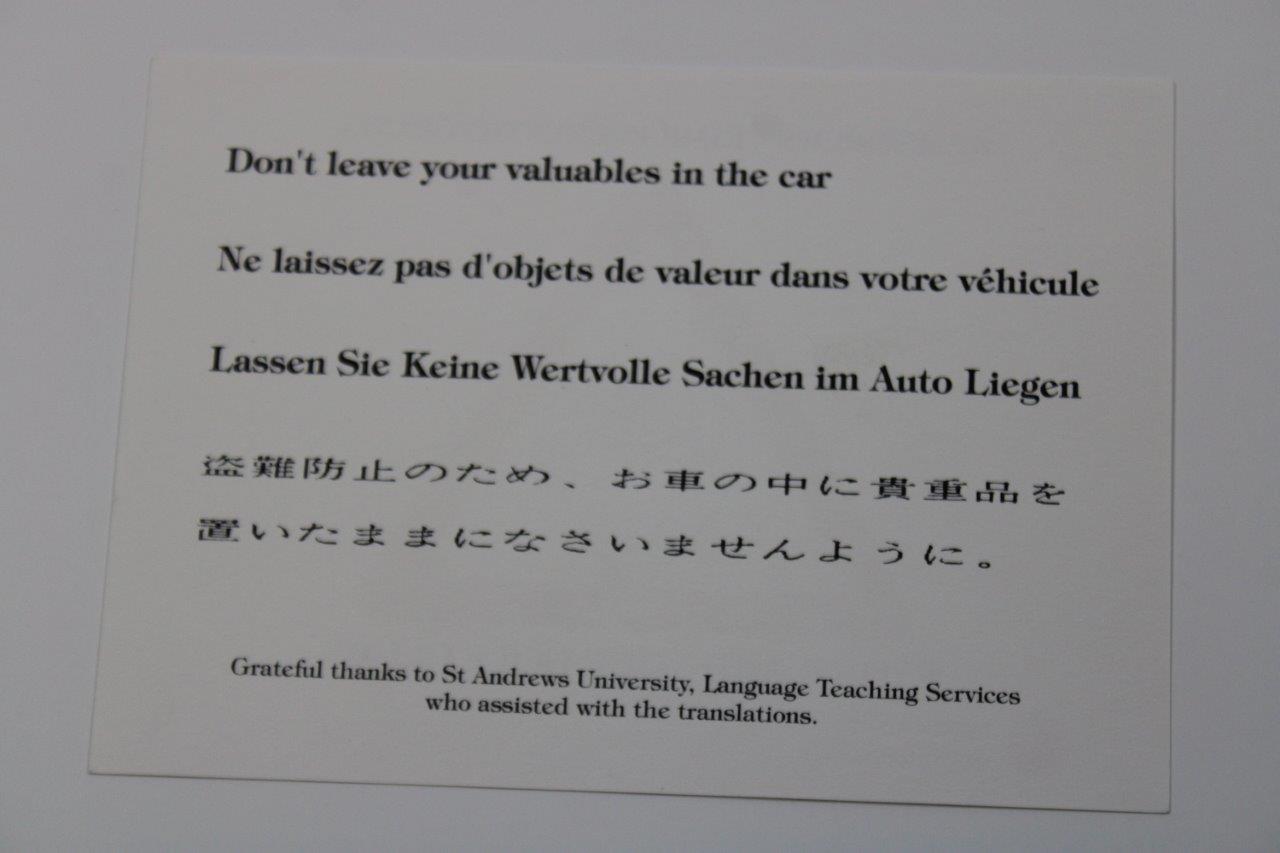 Don't leave your valuables in the car
Ne laissez pas d'objets de valeur dans votre véhicule
Lassen Sie Keine Wertvolle Sachen im Auto Liegen
盗難防止のため、お車の中に貴重品を
置いたままになさいませんように。
Grateful thanks to St Andrews University, Language Teaching Services
who assisted with the translations.